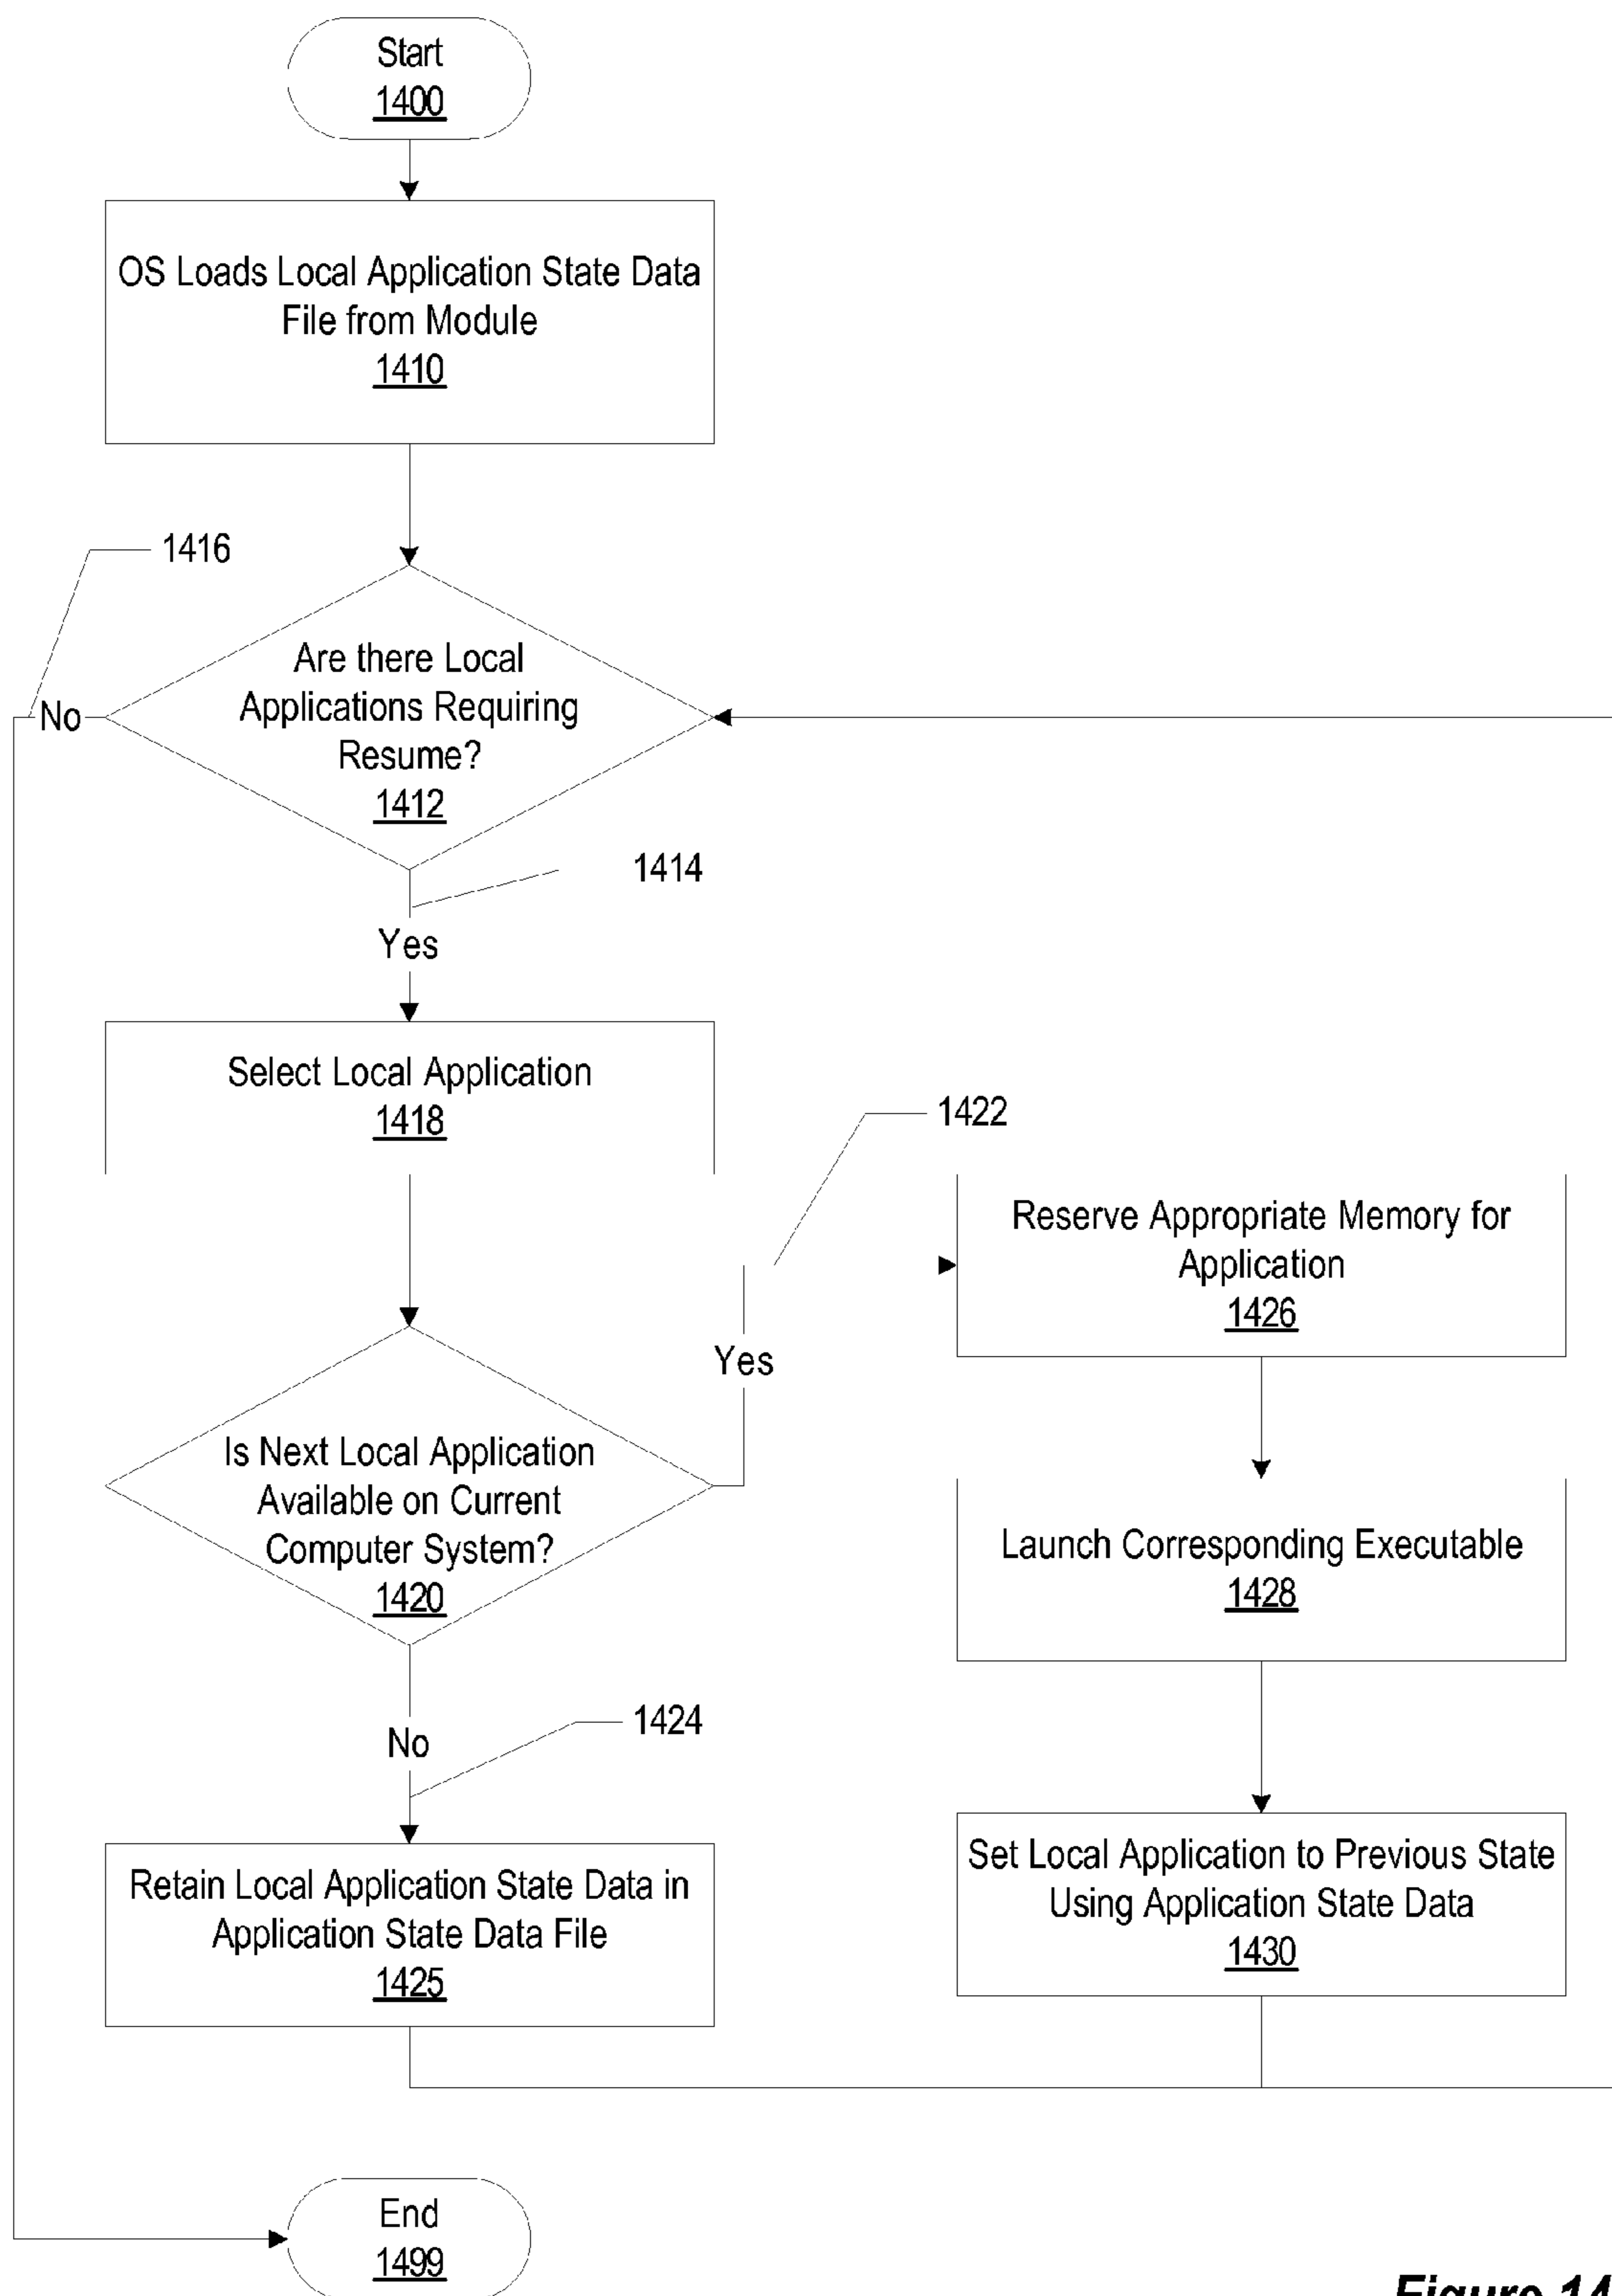 Start
1400
OS Loads Local Application State Data
File from Module
1410
1416
No
Are there Local
Applications Requiring
Resume?
1412
1414
Yes
Select Local Application
1418
1422
Reserve Appropriate Memory for
Application
1426
Yes
Is Next Local Application
Available on Current
Computer System?
1420
Launch Corresponding Executable
1428
1424
No
Retain Local Application State Data in
Application State Data File
1425
Set Local Application to Previous State
Using Application State Data
1430
End
1499
Figure 14